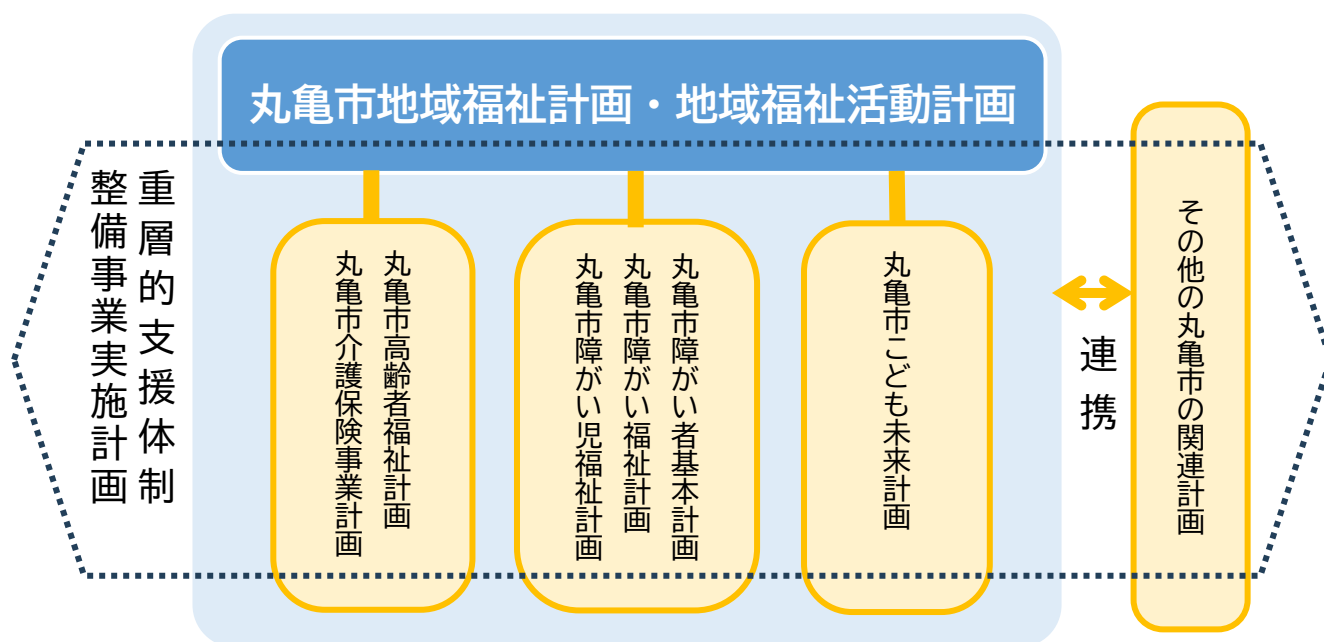 丸亀市地域福祉計画・地域福祉活動計画
重層的支援体制
整備事業実施計画
丸亀市高齢者福祉計画
丸亀市介護保険事業計画
丸亀市障がい者基本計画
丸亀市障がい福祉計画
丸亀市障がい児福祉計画
丸亀市こども未来計画
連携
その他の丸亀市の関連計画